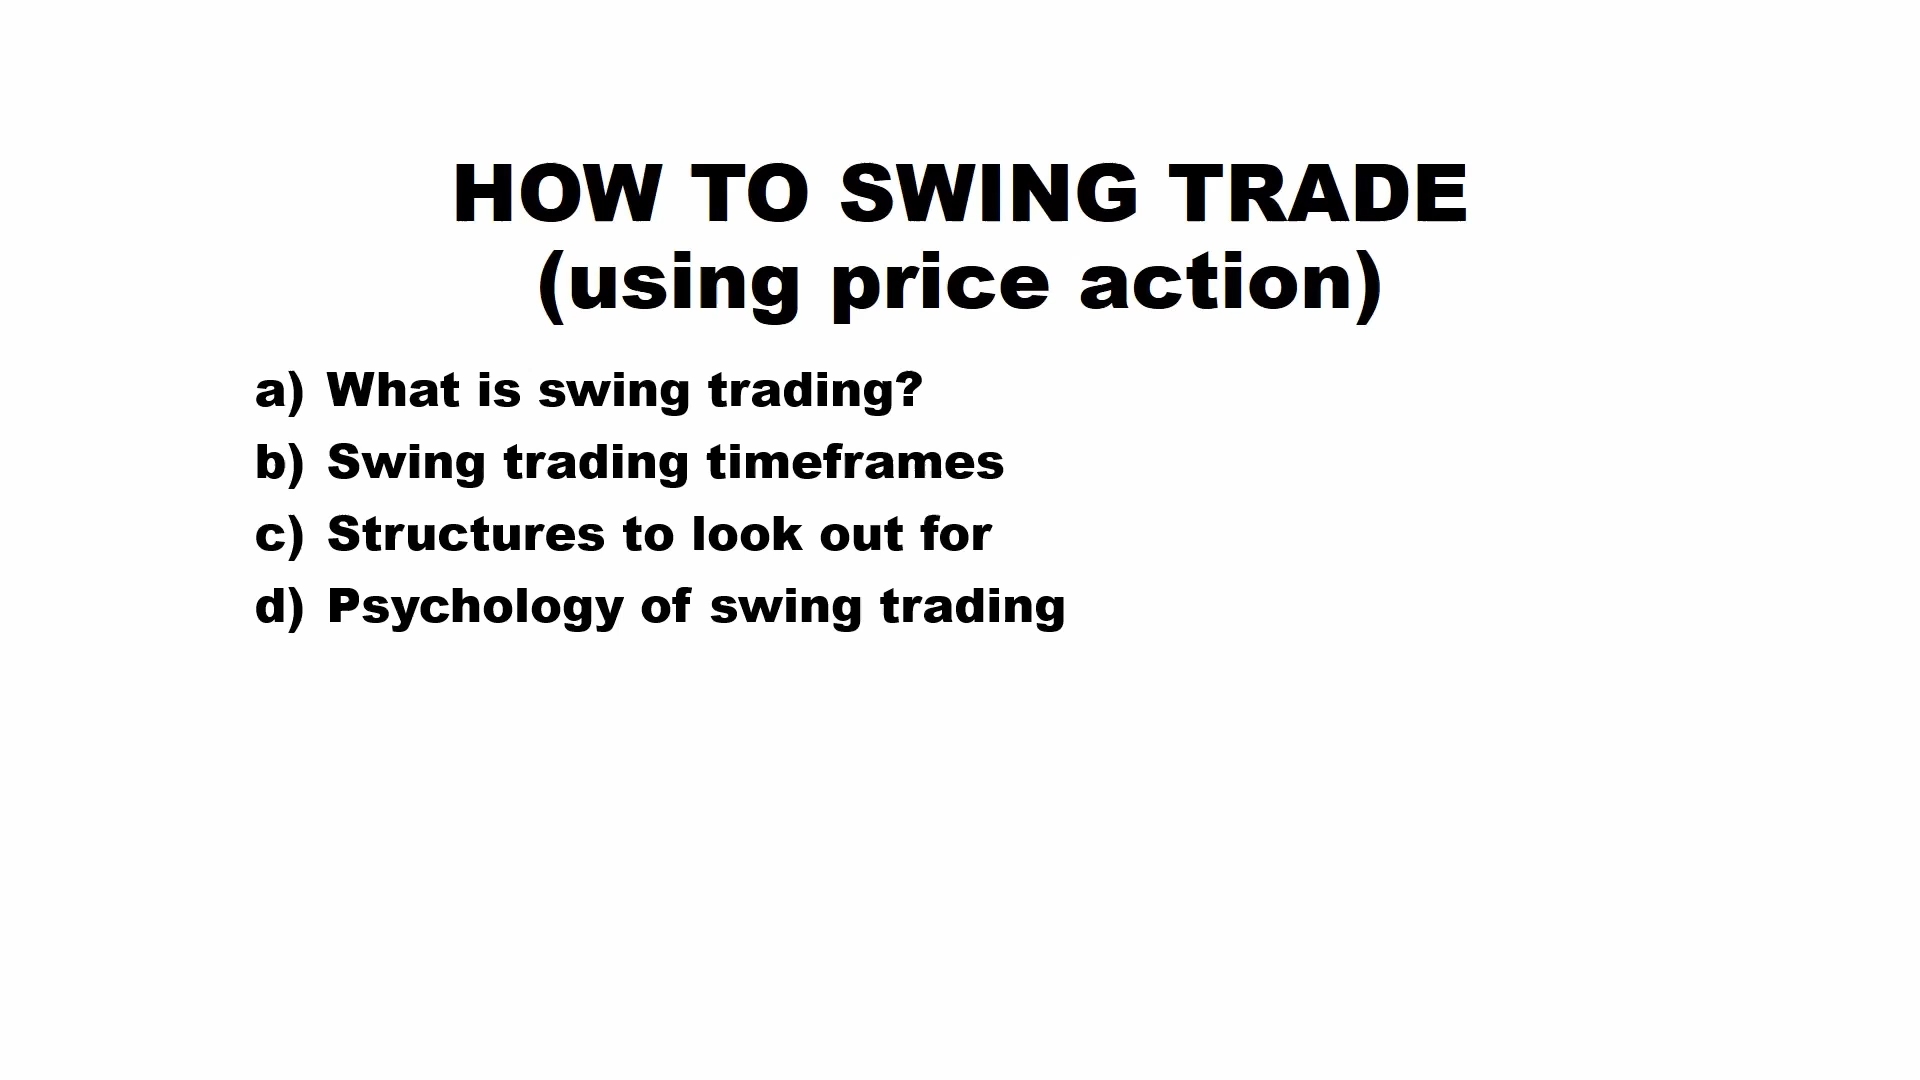 HOW TO SWING TRADE
(using price action)
a) What is swing trading?
b) Swing trading timeframes
c) Structures to look out for
d) Psychology of swing trading